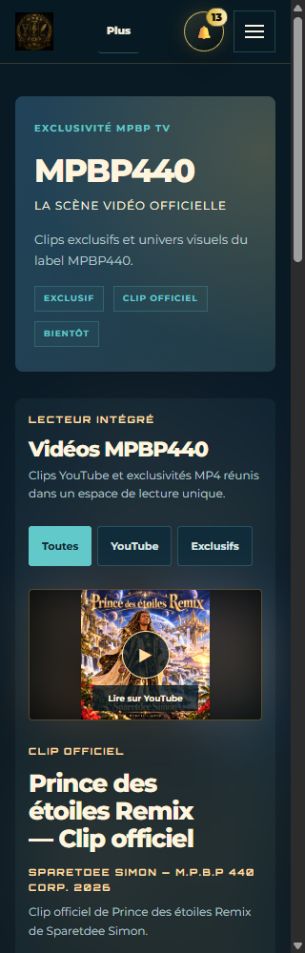 Plus
13
EXCLUSIVITÉ MPBP TV
MPBP440
LA SCÈNE VIDÉO OFFICIELLE
Clips exclusifs et univers visuels du
label MPBP440.
EXCLUSIF
CLIP OFFICIEL
BIENTÔT
LECTEUR INTÉGRÉ
Vidéos MPBP440
Clips YouTube et exclusivités MP4 réunis
dans un espace de lecture unique.
Toutes
YouTube
Exclusifs
Prince des étoiles Remix
Lire sur YouTube
Sparetdee Simon
CLIP OFFICIEL
Prince des
étoiles Remix
— Clip officiel
SPARETDEE SIMON — M.P.B.P 440
CORP. 2026
Clip officiel de Prince des étoiles Remix
de Sparetdee Simon.